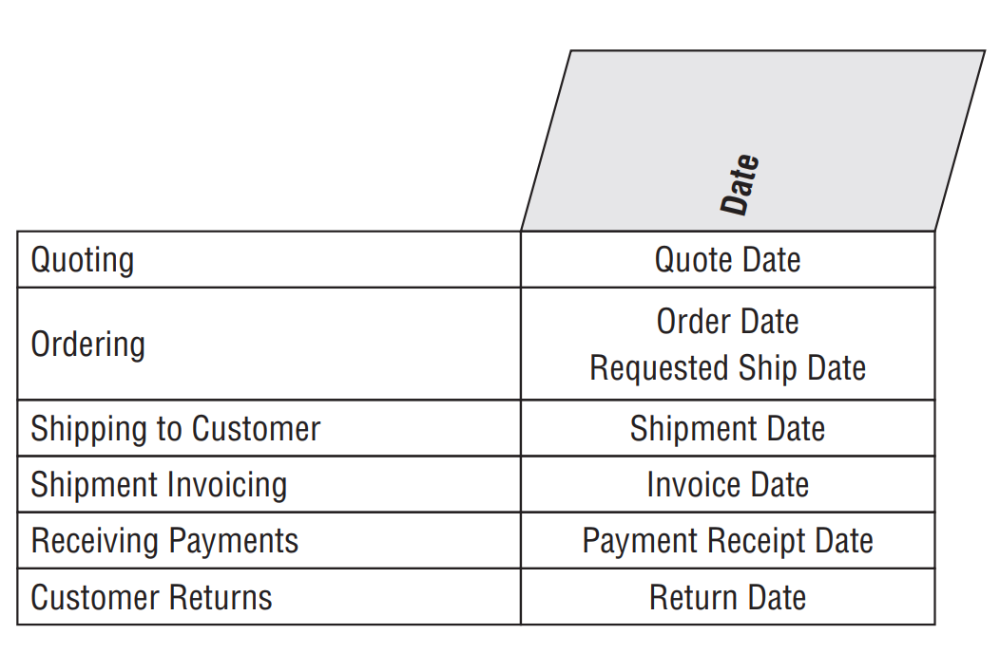 Date
Quoting
Quote Date
Ordering
Order Date
Requested Ship Date
Shipping to Customer
Shipment Date
Shipment Invoicing
Invoice Date
Receiving Payments
Payment Receipt Date
Customer Returns
Return Date